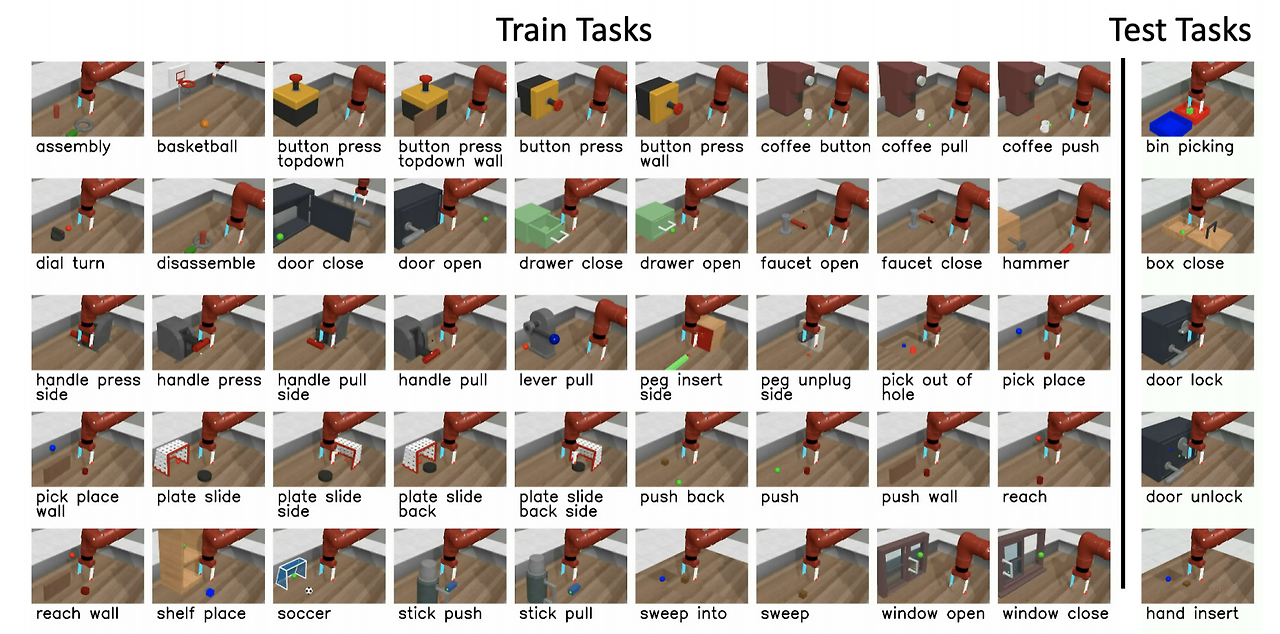 Train Tasks
Test Tasks
assembly
basketball
button press
topdown
button press
topdown wall
button press
button press
wall
coffee button
coffee pull
coffee push
bin picking
dial turn
disassemble
door close
door open
drawer close
drawer open
faucet open
faucet close
hammer
box close
handle press
side
handle press
handle pull
side
handle pull
lever pull
peg insert
side
peg unplug
side
pick out of
hole
pick place
door lock
pick place
wall
plate slide
plate slide
side
plate slide
back
plate slide
back side
push back
push
push wall
reach
door unlock
reach wall
shelf place
soccer
stick push
stick pull
sweep into
sweep
window open
window close
hand insert